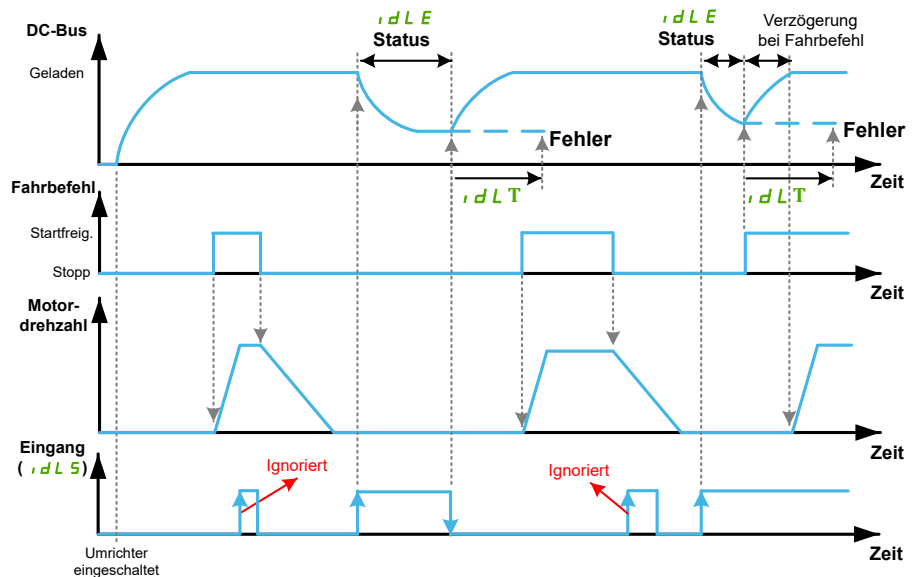 idLE
Status
idLE
Status
Verzögerung
bei Fahrbefehl
DC-Bus
Geladen
Fehler
Fehler
Zeit
idLT
idLT
Fahrbefehl
Startfreig.
Stopp
Zeit
Motor-
drehzahl
Zeit
Eingang
(idLS)
Ignoriert
Ignoriert
Zeit
Umrichter
eingeschaltet